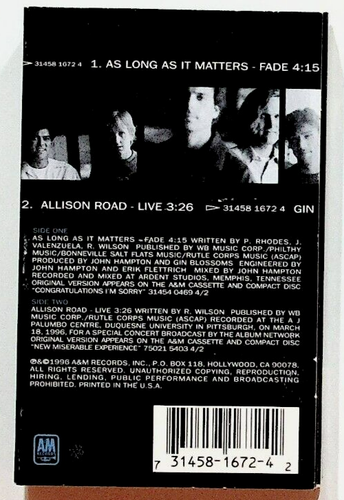 31458 1672 4
1. AS LONG AS IT MATTERS - FADE 4:15
2. ALLISON ROAD - LIVE 3:26
31458 1672 4 GIN
SIDE ONE
AS LONG AS IT MATTERS - FADE 4:15 WRITTEN BY P. RHODES, J.
VALENZUELA, R. WILSON PUBLISHED BY WB MUSIC CORP./PHILTHY
MUSIC/BONNEVILLE SALT FLATS MUSIC/RUTLE CORPS MUSIC (ASCAP)
PRODUCED BY JOHN HAMPTON AND GIN BLOSSOMS ENGINEERED BY
JOHN HAMPTON AND ERIK FLETTRICH MIXED BY JOHN HAMPTON
RECORDED AND MIXED AT ARDENT STUDIOS, MEMPHIS, TENNESSEE
ORIGINAL VERSION APPEARS ON THE A&M CASSETTE AND COMPACT DISC
"CONGRATULATIONS I'M SORRY" 31454 0469 4/2
SIDE TWO
ALLISON ROAD - LIVE 3:26 WRITTEN BY R. WILSON PUBLISHED BY WB
MUSIC CORP./RUTLE CORPS MUSIC (ASCAP) RECORDED AT THE A J
PALUMBO CENTRE, DUQUESNE UNIVERSITY IN PITTSBURGH, ON MARCH
18, 1996, FOR A SPECIAL CONCERT BROADCAST BY THE ALBUM NETWORK
ORIGINAL VERSION APPEARS ON THE A&M CASSETTE AND COMPACT DISC
"NEW MISERABLE EXPERIENCE" 75021 5403 4/2
℗&©1996 A&M RECORDS, INC., P.O. BOX 118, HOLLYWOOD, CA 90078.
ALL RIGHTS RESERVED. UNAUTHORIZED COPYING, REPRODUCTION,
HIRING, LENDING, PUBLIC PERFORMANCE AND BROADCASTING
PROHIBITED. PRINTED IN THE U.S.A.
AM
RECORDS
7 31458-1672-4 2